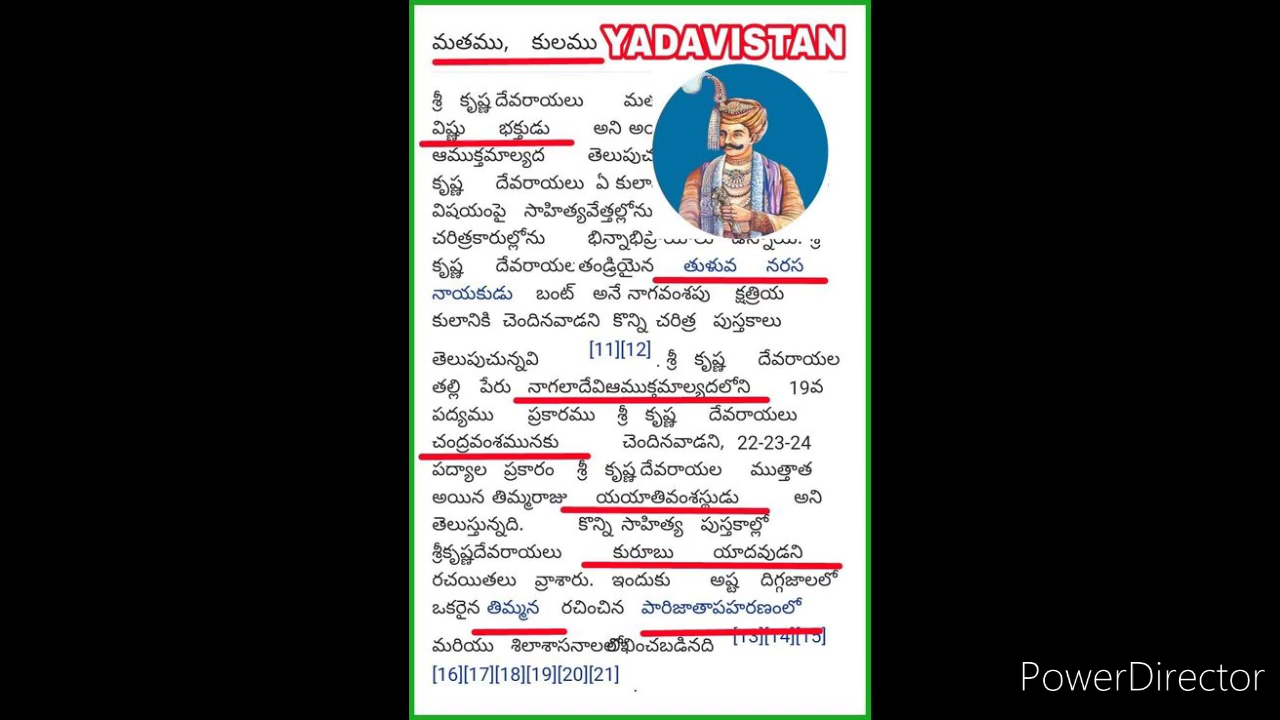 మతము, కులము YADAVISTAN
శ్రీ కృష్ణ దేవరాయలు
విష్ణు భక్తుడు అని
ఆముక్తమాల్యద
కృష్ణ దేవరాయలు ఏ
విషయంపై సాహిత్యవేత్తల్లోను
చరిత్రకారుల్లోను
కృష్ణ దేవరాయల తండ్రియైన తుళువ నరస
నాయకుడు బంట్ అనే నాగవంశపు క్షత్రియ
కులానికి చెందినవాడని కొన్ని చరిత్ర పుస్తకాలు
తెలుపుచున్నవి [11][12] . శ్రీ కృష్ణ దేవరాయల
తల్లి పేరు నాగలాదేవిఆముక్తమాల్యదలోని 19వ
పద్యము ప్రకారము శ్రీ కృష్ణ దేవరాయలు
చంద్రవంశమునకు చెందినవాడని, 22-23-24
పద్యాల ప్రకారం శ్రీ కృష్ణ దేవరాయల ముత్తాత
అయిన తిమ్మరాజు యయాతివంశస్థుడు అని
తెలుస్తున్నది. కొన్ని సాహిత్య పుస్తకాల్లో
శ్రీకృష్ణదేవరాయలు కురూబు యాదవుడని
రచయితలు వ్రాశారు. ఇందుకు అష్ట దిగ్గజాలలో
ఒకరైన తిమ్మన రచించిన పారిజాతాపహరణంలో
మరియు శిలాశాసనాలలో [13][14][15]
[16][17][18][19][20][21] .
PowerDirector